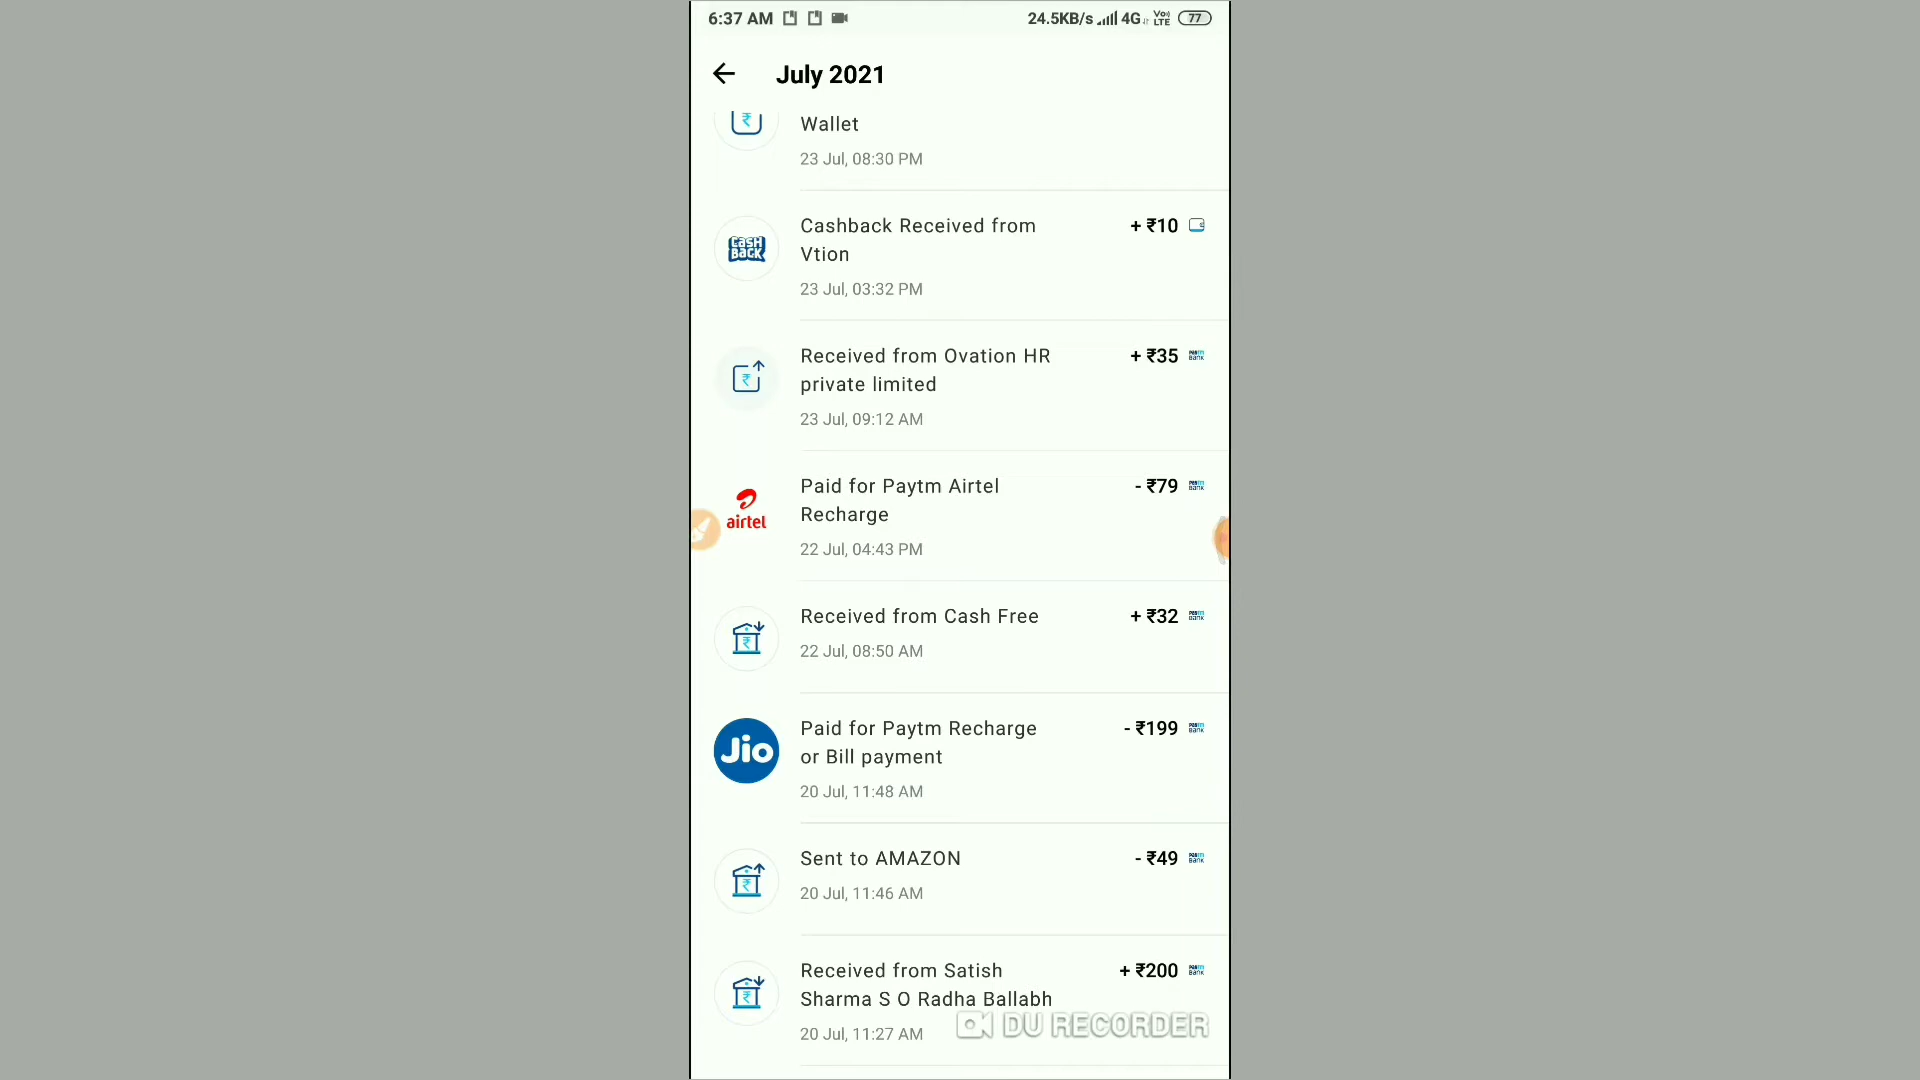 6:37 AM 24.5KB/s 4G Vo) LTE 77
July 2021
Wallet
23 Jul, 08:30 PM
Cashback Received from + ₹10
Vtion
CASH BACK
23 Jul, 03:32 PM
Received from Ovation HR + ₹35
private limited
23 Jul, 09:12 AM
Paid for Paytm Airtel - ₹79
Recharge
airtel
22 Jul, 04:43 PM
Received from Cash Free + ₹32
22 Jul, 08:50 AM
Paid for Paytm Recharge - ₹199
or Bill payment
Jio
20 Jul, 11:48 AM
Sent to AMAZON - ₹49
20 Jul, 11:46 AM
Received from Satish + ₹200
Sharma S O Radha Ballabh
20 Jul, 11:27 AM
DU RECORDER